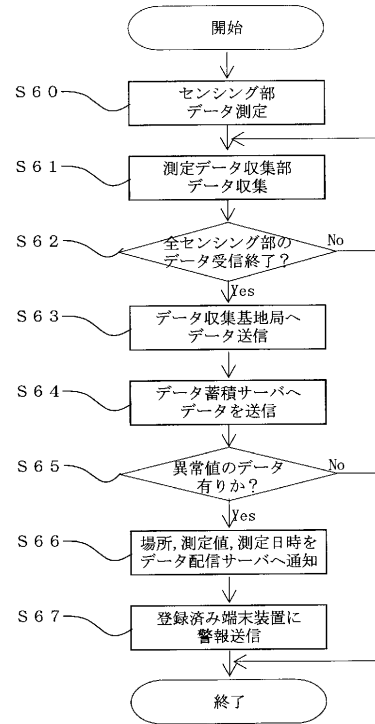 開始
S60
センシング部
データ測定
S61
測定データ収集部
データ収集
S62
全センシング部の
データ受信終了？
No
Yes
S63
データ収集基地局へ
データ送信
S64
データ蓄積サーバへ
データを送信
S65
異常値のデータ
有りか？
No
Yes
S66
場所,測定値,測定日時を
データ配信サーバへ通知
S67
登録済み端末装置に
警報送信
終了